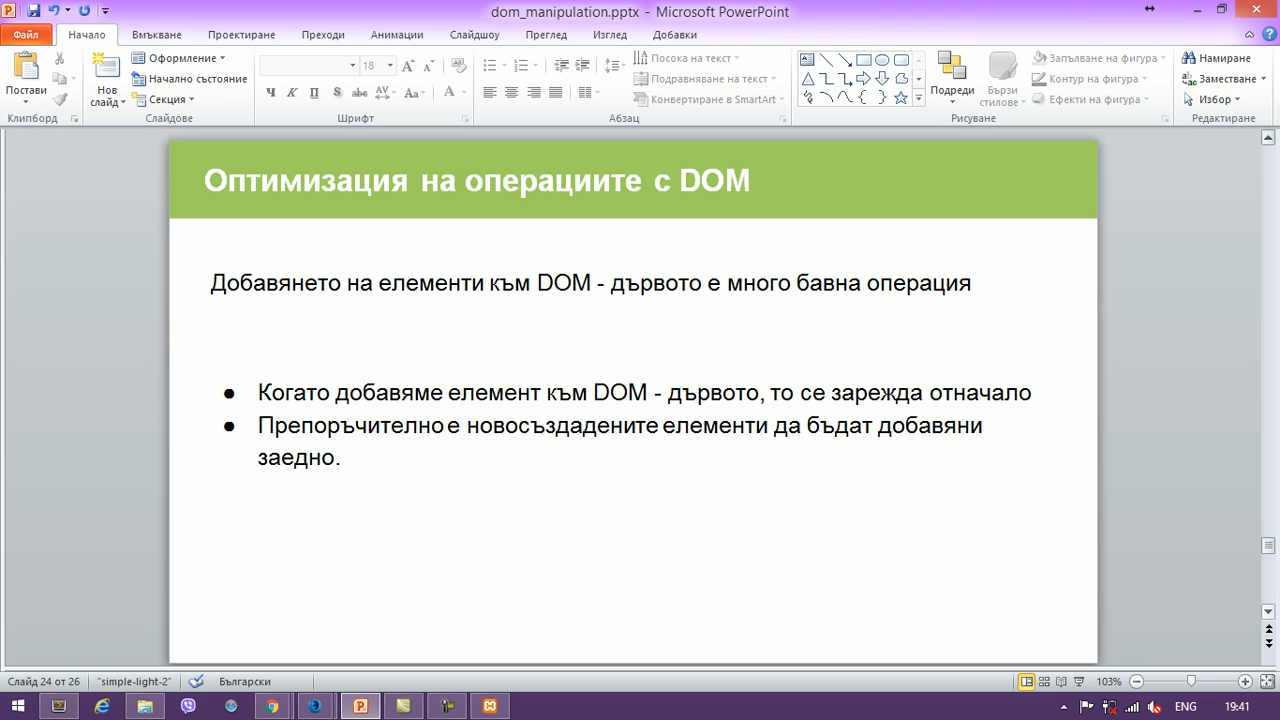 dom_manipulation.pptx - Microsoft PowerPoint
Файл Начало Вмъкване Проектиране Преходи Анимации Слайдшоу Преглед Изглед Добавки
Постави
Клипборд
Нов слайд
Оформление
Начално състояние
Секция
Слайдове
18
Шрифт
Посока на текст
Подравняване на текст
Конвертиране в SmartArt
Абзац
Подреди
Бързи стилове
Запълване на фигура
Контур на фигура
Ефекти на фигура
Рисуване
Намиране
Заместване
Избор
Редактиране
Оптимизация на операциите с DOM
Добавянето на елементи към DOM - дървото е много бавна операция
● Когато добавяме елемент към DOM - дървото, то се зарежда отначало
● Препоръчително е новосъздадените елементи да бъдат добавяни
заедно.
Слайд 24 от 26 "simple-light-2" Български 103%
ENG 19:41